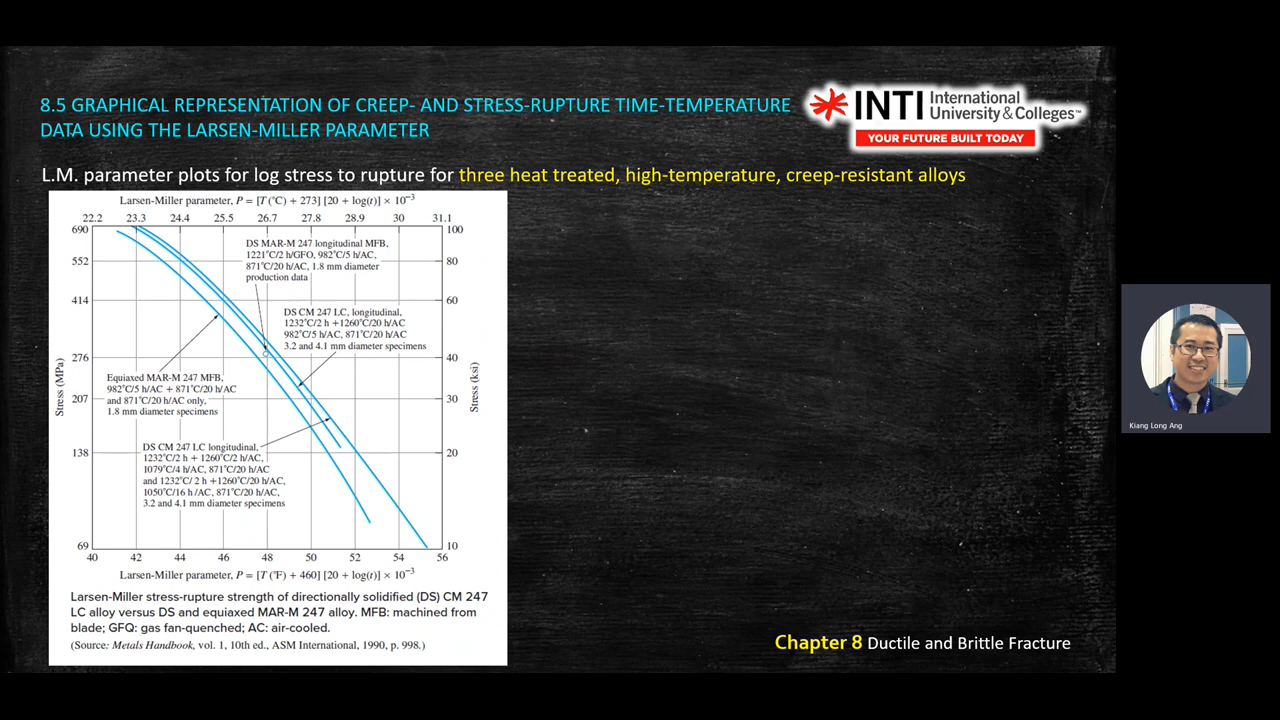 8.5 GRAPHICAL REPRESENTATION OF CREEP- AND STRESS-RUPTURE TIME-TEMPERATURE
DATA USING THE LARSEN-MILLER PARAMETER
INTI International
University & Colleges™
YOUR FUTURE BUILT TODAY
L.M. parameter plots for log stress to rupture for three heat treated, high-temperature, creep-resistant alloys
Larsen-Miller parameter, P = [T (°C) + 273] [20 + log(t)] × 10⁻³
22.2 23.3 24.4 25.5 26.7 27.8 28.9 30 31.1
690 100
552 80
414 60
276 40
207 30
138 20
69 10
Stress (MPa)
Stress (ksi)
DS MAR-M 247 longitudinal MFB,
1221°C/2 h/GFO, 982°C/5 h/AC,
871°C/20 h/AC, 1.8 mm diameter
production data
DS CM 247 LC, longitudinal,
1232°C/2 h +1260°C/20 h/AC
982°C/5 h/AC, 871°C/20 h/AC
3.2 and 4.1 mm diameter specimens
Equiaxed MAR-M 247 MFB,
982°C/5 h/AC + 871°C/20 h/AC
and 871°C/20 h/AC only,
1.8 mm diameter specimens
DS CM 247 LC longitudinal,
1232°C/2 h + 1260°C/2 h/AC,
1079°C/4 h/AC, 871°C/20 h/AC
and 1232°C/ 2 h +1260°C/20 h/AC,
1050°C/16 h /AC, 871°C/20 h/AC,
3.2 and 4.1 mm diameter specimens
40 42 44 46 48 50 52 54 56
Larsen-Miller parameter, P = [T (°F) + 460] [20 + log(t)] × 10⁻³
Larsen-Miller stress-rupture strength of directionally solidified (DS) CM 247
LC alloy versus DS and equiaxed MAR-M 247 alloy. MFB: machined from
blade; GFQ: gas fan-quenched; AC: air-cooled.
(Source: Metals Handbook, vol. 1, 10th ed., ASM International, 1990, p. 998.)
Chapter 8 Ductile and Brittle Fracture
Kiang Long Ang